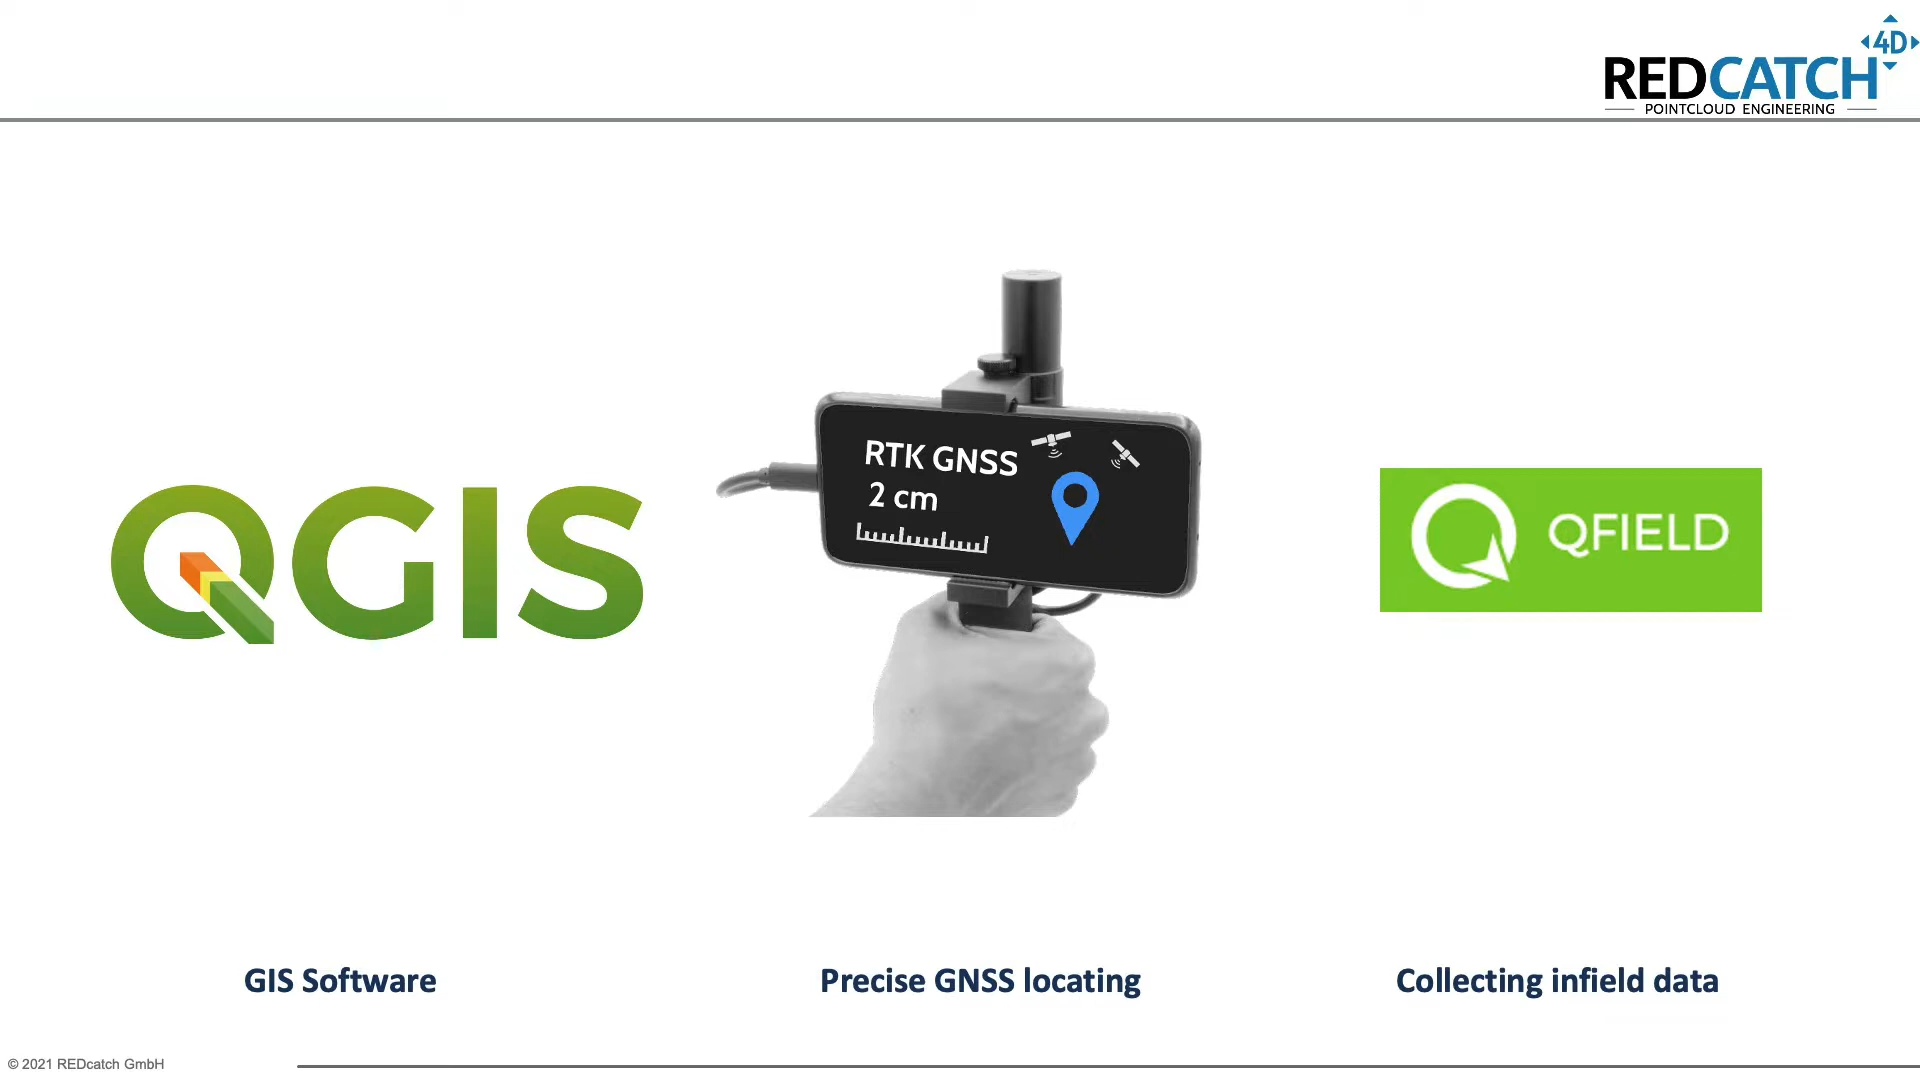 4D
REDCATCH
POINTCLOUD ENGINEERING
RTK GNSS
2 cm
QGIS
QFIELD
GIS Software
Precise GNSS locating
Collecting infield data
© 2021 REDcatch GmbH